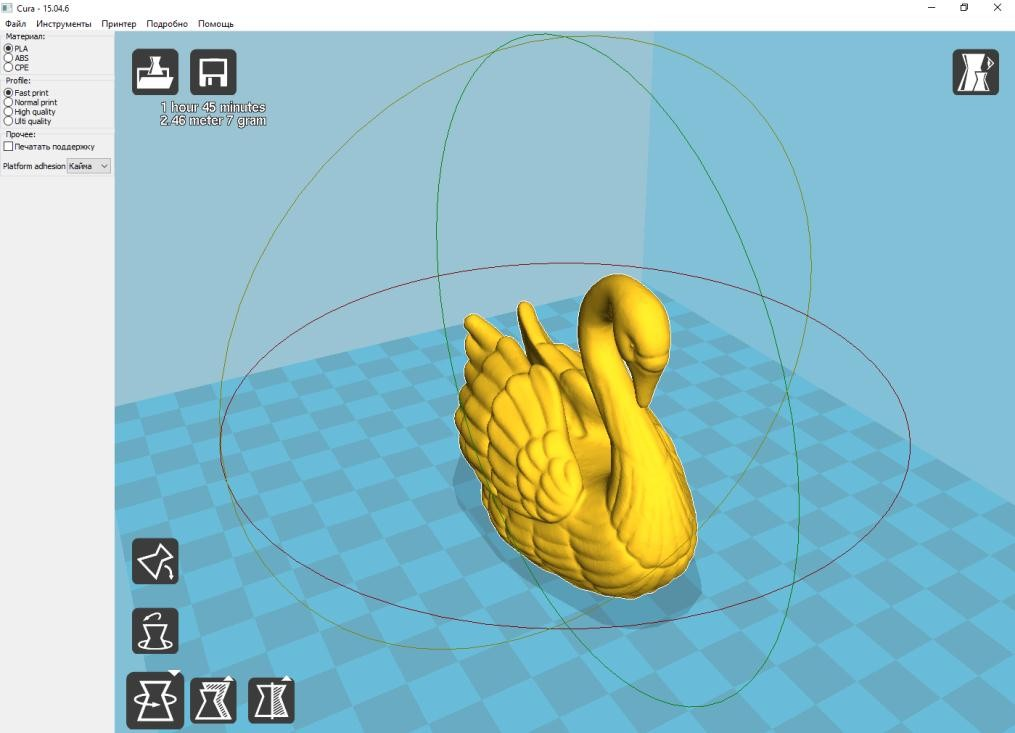 Cura - 15.04.6
Файл Инструменты Принтер Подробно Помощь
Материал:
PLA
ABS
CPE
Profile:
Fast print
Normal print
High quality
Ulti quality
Прочее:
Печатать поддержку
Platform adhesion Кайма
1 hour 45 minutes
2.46 meter 7 gram